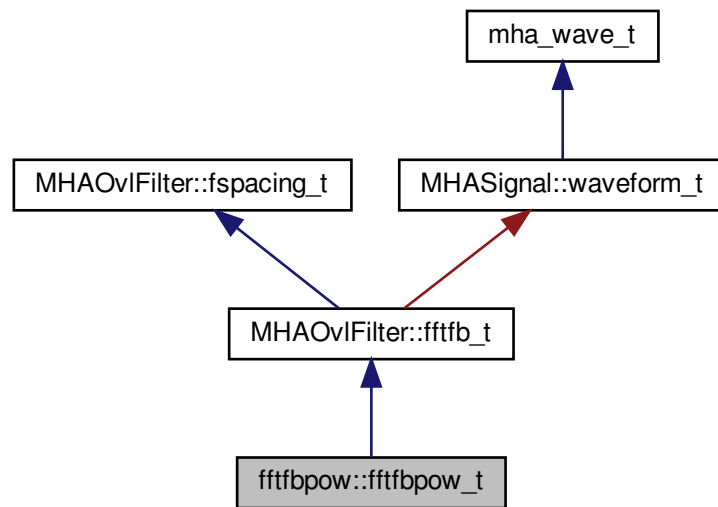 mha_wave_t
MHAOvlFilter::fspacing_t
MHASignal::waveform_t
MHAOvlFilter::fftfb_t
fftfbpow::fftfbpow_t